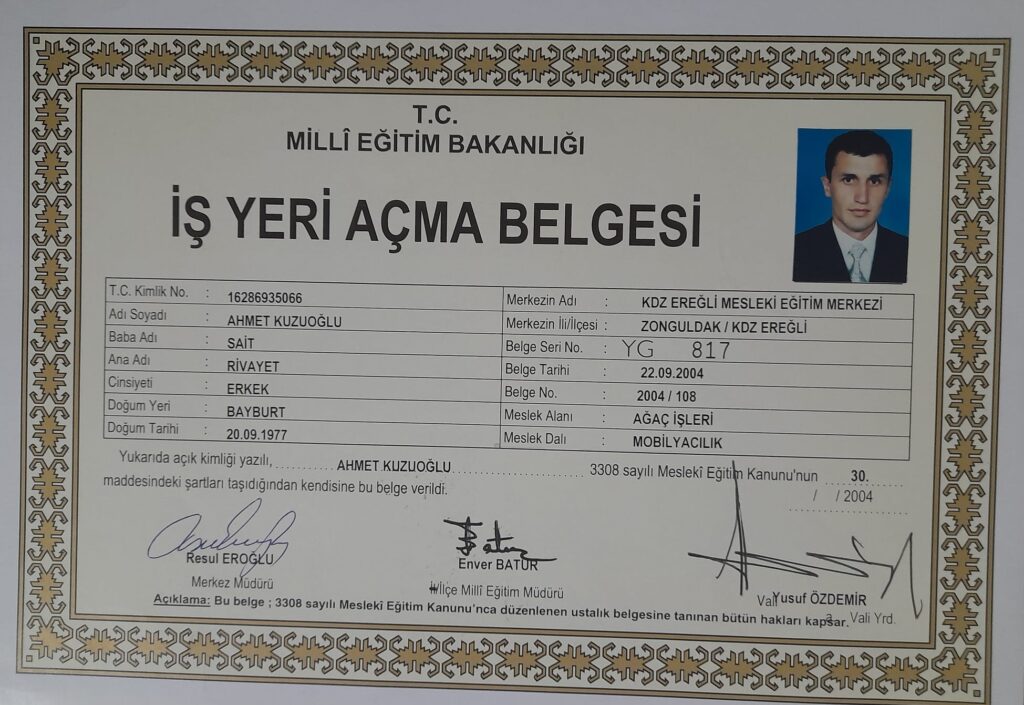 T.C.
MİLLÎ EĞİTİM BAKANLIĞI
İŞ YERİ AÇMA BELGESİ
T.C. Kimlik No. : 16286935066
Adı Soyadı : AHMET KUZUOĞLU
Baba Adı : SAİT
Ana Adı : RİVAYET
Cinsiyeti : ERKEK
Doğum Yeri : BAYBURT
Doğum Tarihi : 20.09.1977
Merkezin Adı : KDZ EREĞLİ MESLEKİ EĞİTİM MERKEZİ
Merkezin İli/İlçesi : ZONGULDAK / KDZ EREĞLİ
Belge Seri No. : YG 817
Belge Tarihi : 22.09.2004
Belge No. : 2004 / 108
Meslek Alanı : AĞAÇ İŞLERİ
Meslek Dalı : MOBİLYACILIK
Yukarıda açık kimliği yazılı, AHMET KUZUOĞLU 3308 sayılı Meslekî Eğitim Kanunu'nun 30.
maddesindeki şartları taşıdığından kendisine bu belge verildi. / / 2004
Resul EROĞLU
Merkez Müdürü
Enver BATUR
İl/İlçe Millî Eğitim Müdürü
Yusuf ÖZDEMİR
Vali
Vali Yrd.
Açıklama: Bu belge ; 3308 sayılı Meslekî Eğitim Kanunu'nca düzenlenen ustalık belgesine tanınan bütün hakları kapsar.